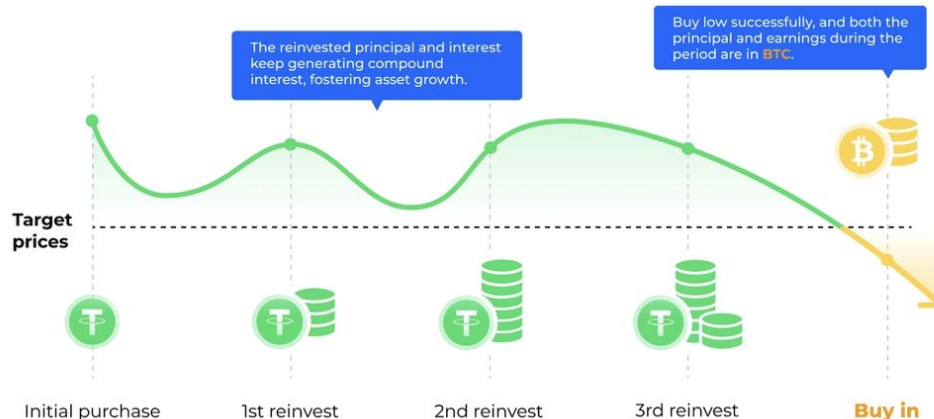 Buy low successfully, and both the
principal and earnings during the
period are in BTC.
The reinvested principal and interest
keep generating compound
interest, fostering asset growth.
Target
prices
Initial purchase
1st reinvest
2nd reinvest
3rd reinvest
Buy in